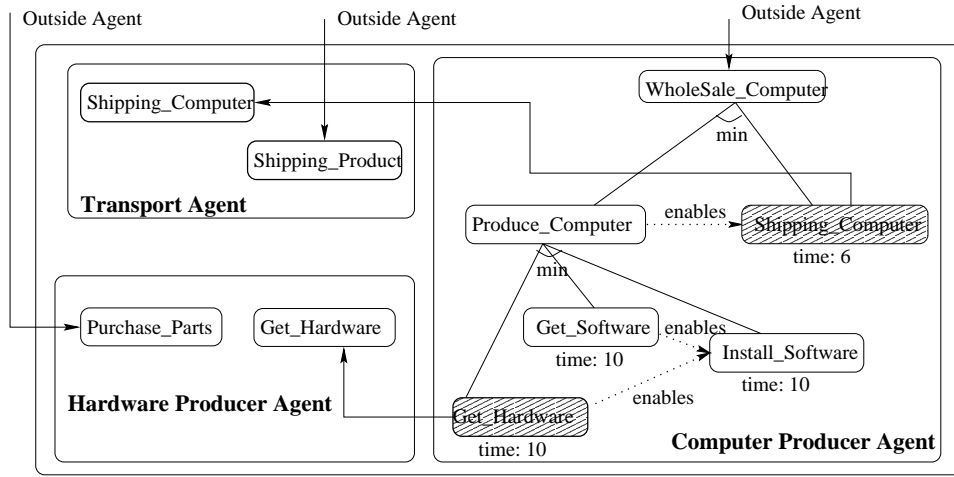 Outside Agent
Outside Agent
Outside Agent
Shipping_Computer
Shipping_Product
Transport Agent
WholeSale_Computer
min
Produce_Computer
enables
Shipping_Computer
time: 6
min
Purchase_Parts
Get_Hardware
Hardware Producer Agent
Get_Software
time: 10
enables
Install_Software
time: 10
enables
Get_Hardware
time: 10
Computer Producer Agent